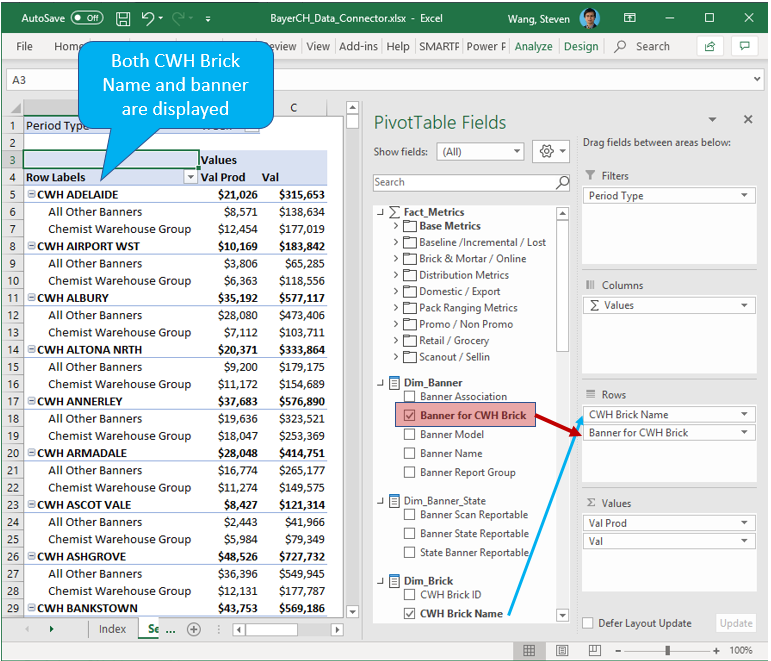 AutoSave Off BayerCH_Data_Connector.xlsx - Excel Wang, Steven
File Home view View Add-ins Help SMARTF Power P Analyze Design Search
Both CWH Brick
Name and banner
are displayed
A3
C
1 Period Type
2
3 Values
4 Row Labels Val Prod Val
5 CWH ADELAIDE $21,026 $315,653
6 All Other Banners $8,571 $138,634
7 Chemist Warehouse Group $12,454 $177,019
8 CWH AIRPORT WST $10,169 $183,842
9 All Other Banners $3,806 $65,285
10 Chemist Warehouse Group $6,363 $118,556
11 CWH ALBURY $35,192 $577,117
12 All Other Banners $28,080 $473,406
13 Chemist Warehouse Group $7,112 $103,711
14 CWH ALTONA NRTH $20,371 $333,864
15 All Other Banners $9,200 $179,175
16 Chemist Warehouse Group $11,172 $154,689
17 CWH ANNERLEY $37,683 $576,890
18 All Other Banners $19,636 $323,521
19 Chemist Warehouse Group $18,047 $253,369
20 CWH ARMADALE $28,048 $414,751
21 All Other Banners $16,774 $265,177
22 Chemist Warehouse Group $11,274 $149,575
23 CWH ASCOT VALE $8,427 $121,314
24 All Other Banners $2,443 $41,966
25 Chemist Warehouse Group $5,984 $79,349
26 CWH ASHGROVE $48,526 $727,732
27 All Other Banners $36,396 $549,945
28 Chemist Warehouse Group $12,131 $177,787
29 CWH BANKSTOWN $43,753 $569,186
Index Se ...
PivotTable Fields
Show fields: (All)
Search
Fact_Metrics
Base Metrics
Baseline /Incremental / Lost
Brick & Mortar / Online
Distribution Metrics
Domestic / Export
Pack Ranging Metrics
Promo / Non Promo
Retail / Grocery
Scanout / Sellin
Dim_Banner
Banner Association
Banner for CWH Brick
Banner Model
Banner Name
Banner Report Group
Dim_Banner_State
Banner Scan Reportable
Banner State Reportable
State Banner Reportable
Dim_Brick
CWH Brick ID
CWH Brick Name
Drag fields between areas below:
Filters
Period Type
Columns
Σ Values
Rows
CWH Brick Name
Banner for CWH Brick
Σ Values
Val Prod
Val
Defer Layout Update Update
100%